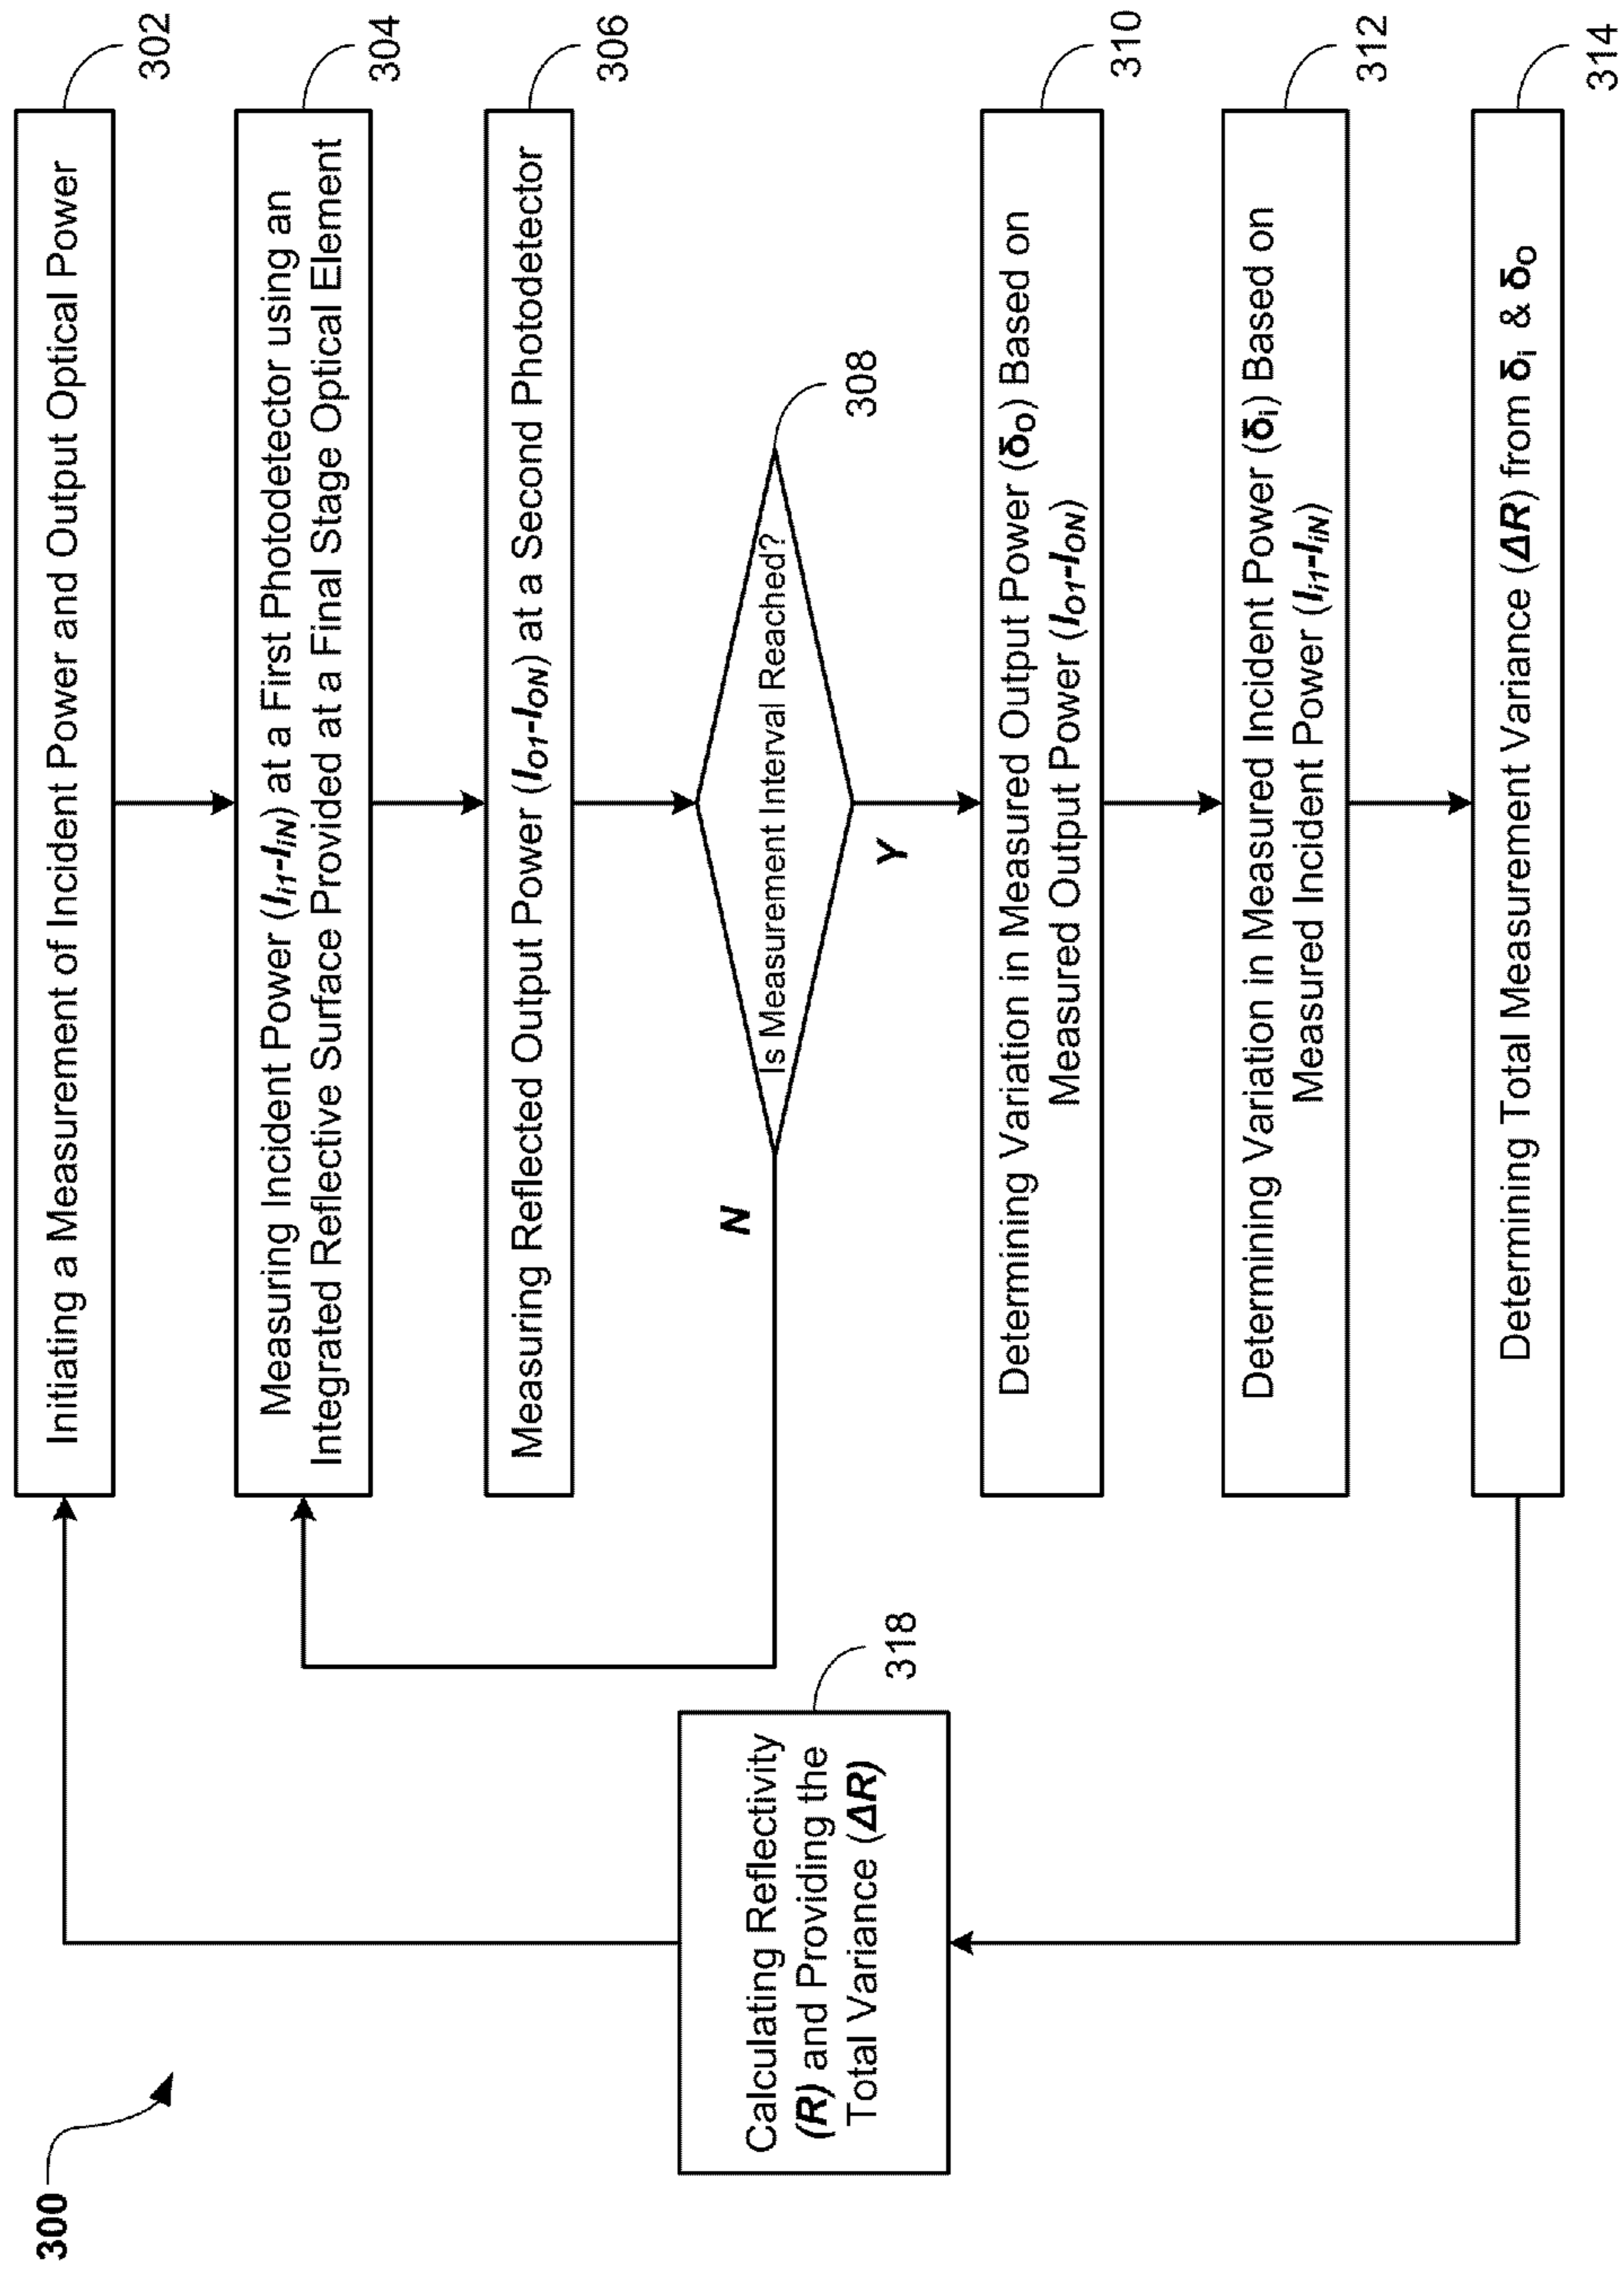 300
Initiating a Measurement of Incident Power and Output Optical Power
302
Measuring Incident Power (Ii1-IiN) at a First Photodetector using an
Integrated Reflective Surface Provided at a Final Stage Optical Element
304
Measuring Reflected Output Power (IO1-ION) at a Second Photodetector
306
Is Measurement Interval Reached?
308
N
Y
Determining Variation in Measured Output Power (δO) Based on
Measured Output Power (IO1-ION)
310
Determining Variation in Measured Incident Power (δi) Based on
Measured Incident Power (Ii1-IiN)
312
Determining Total Measurement Variance (ΔR) from δi & δO
314
Calculating Reflectivity
(R) and Providing the
Total Variance (ΔR)
318